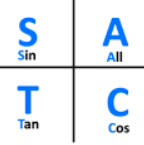 S A
Sin All
T C
Tan Cos